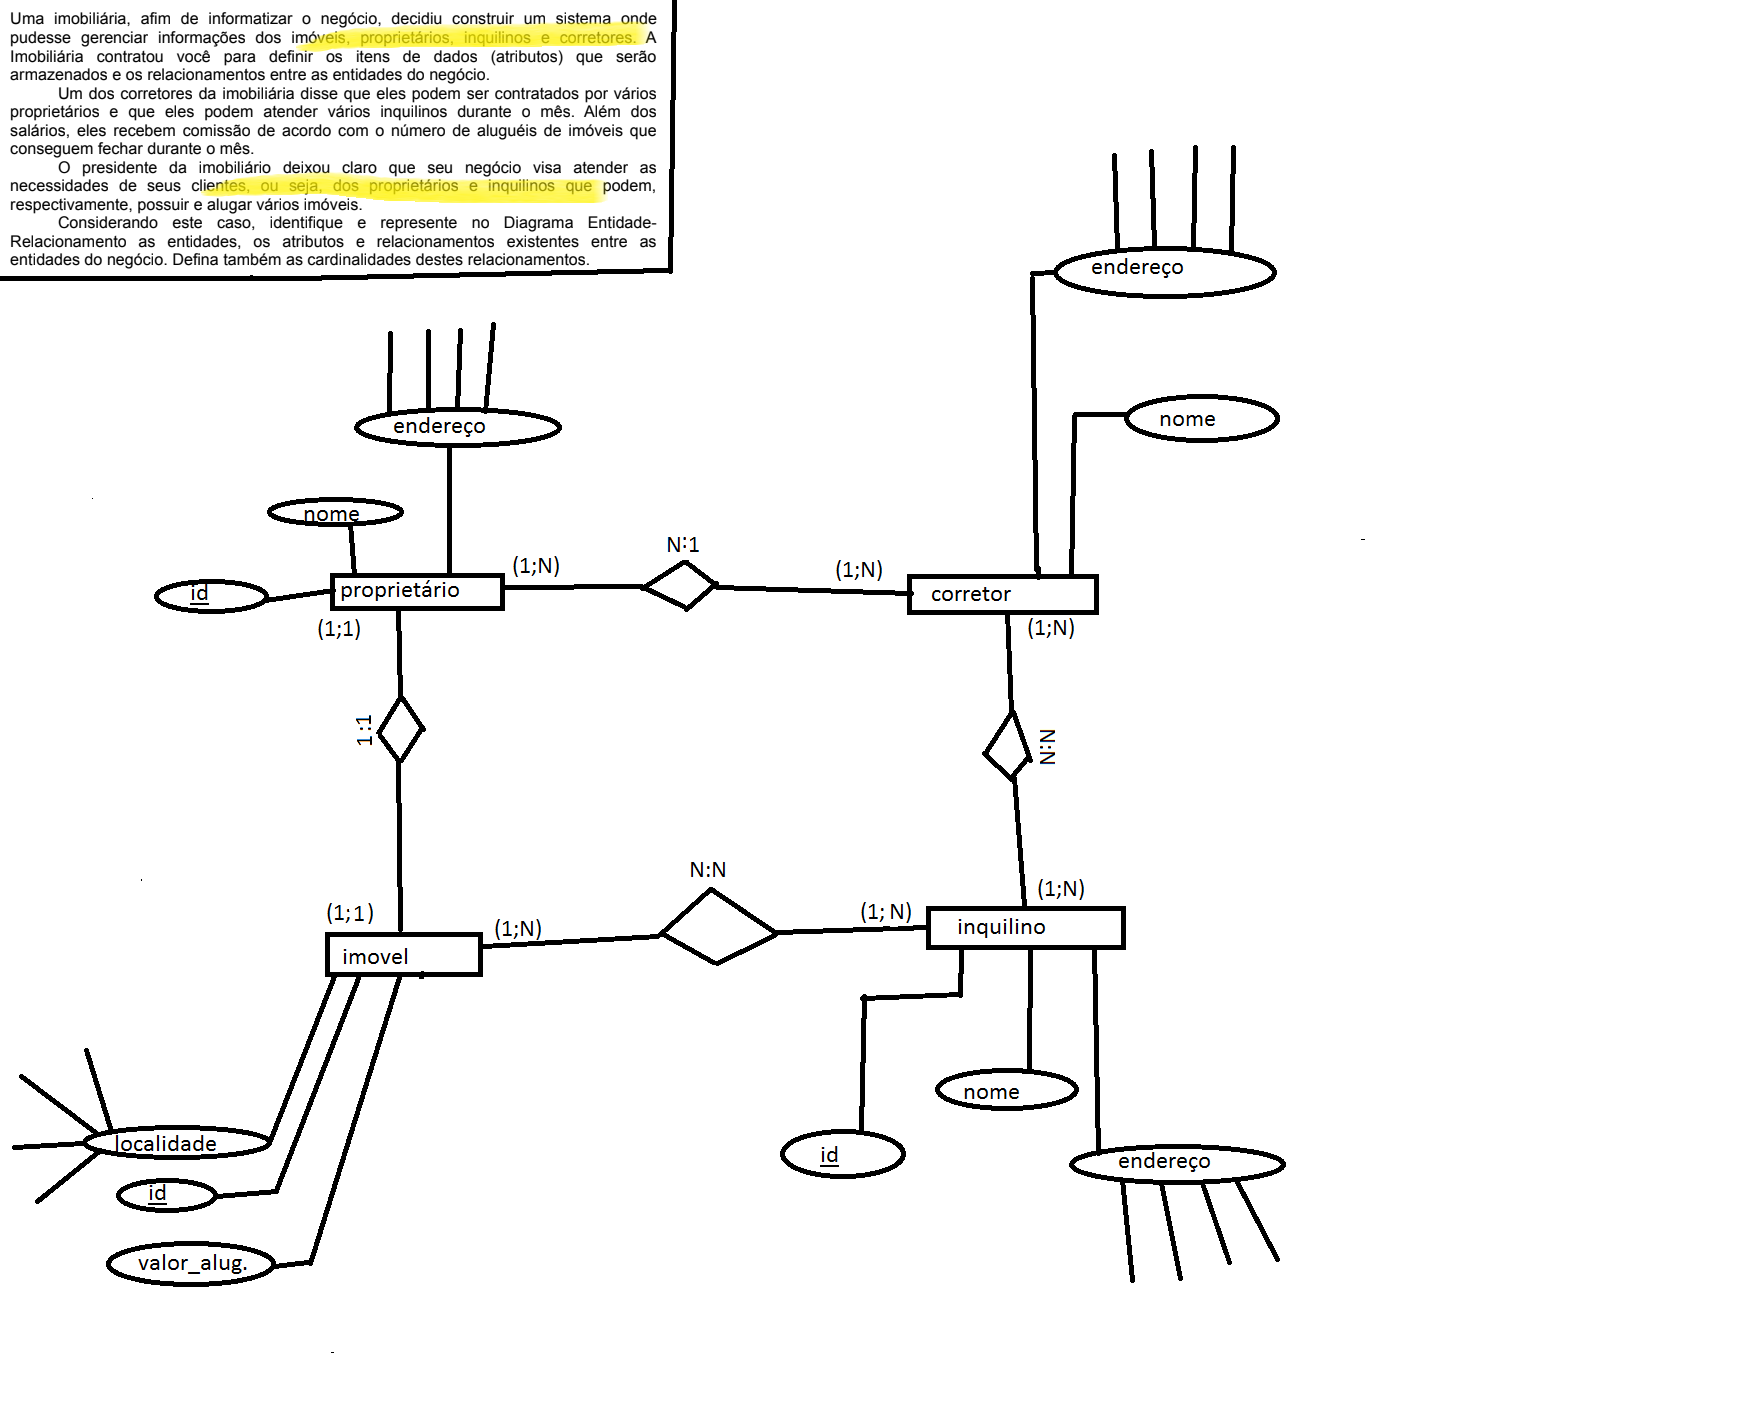 Uma imobiliária, afim de informatizar o negócio, decidiu construir um sistema onde
pudesse gerenciar informações dos imóveis, proprietários, inquilinos e corretores. A
Imobiliária contratou você para definir os itens de dados (atributos) que serão
armazenados e os relacionamentos entre as entidades do negócio.
Um dos corretores da imobiliária disse que eles podem ser contratados por vários
proprietários e que eles podem atender vários inquilinos durante o mês. Além dos
salários, eles recebem comissão de acordo com o número de aluguéis de imóveis que
conseguem fechar durante o mês.
O presidente da imobiliário deixou claro que seu negócio visa atender as
necessidades de seus clientes, ou seja, dos proprietários e inquilinos que podem,
respectivamente, possuir e alugar vários imóveis.
Considerando este caso, identifique e represente no Diagrama Entidade-
Relacionamento as entidades, os atributos e relacionamentos existentes entre as
entidades do negócio. Defina também as cardinalidades destes relacionamentos.
endereço
nome
endereço
nome
id
proprietário
(1;N)
N:1
(1;N)
corretor
(1;1)
(1;N)
1:1
N:N
(1;1)
(1;N)
N:N
(1;N)
(1;N)
imovel
inquilino
localidade
id
valor_alug.
id
nome
endereço